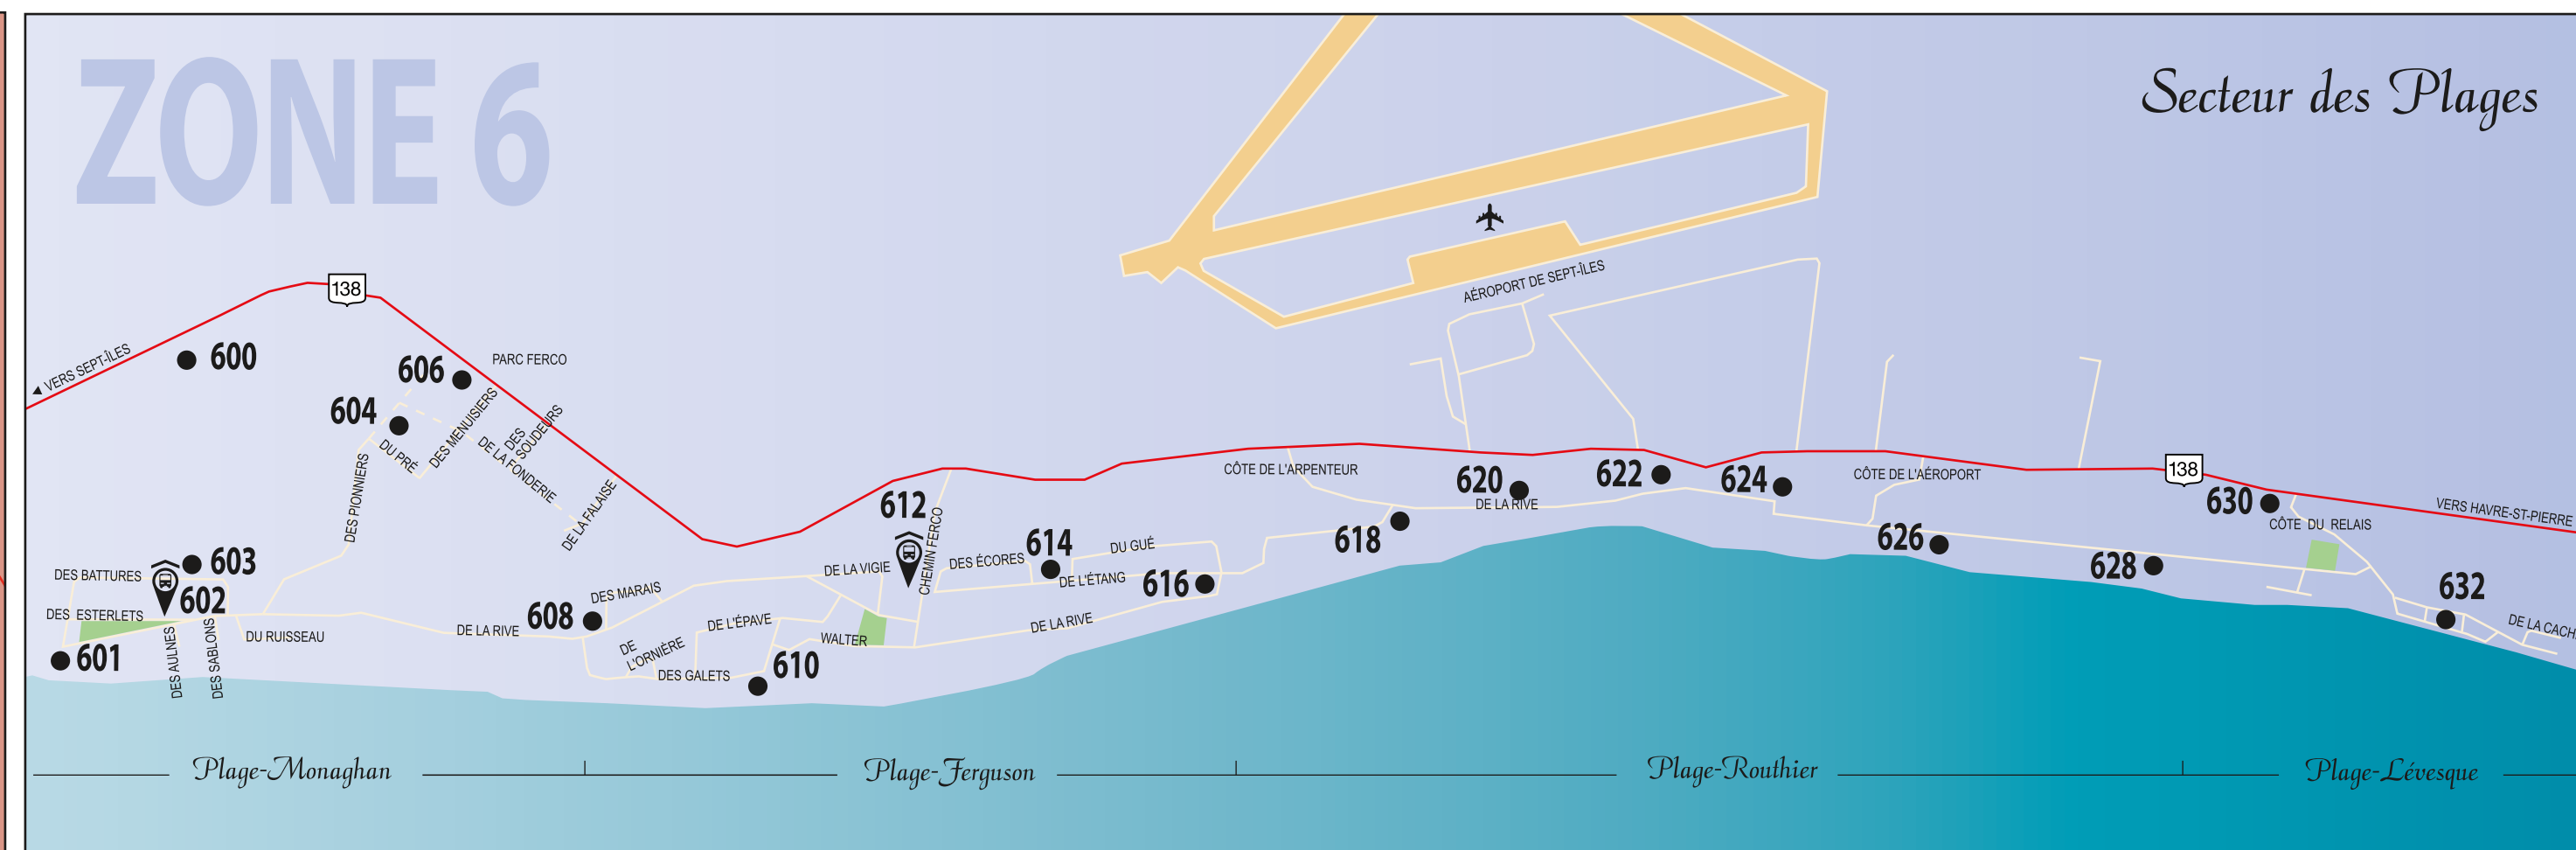 ZONE 6
Secteur des Plages
138
VERS SEPT-ÎLES
600
606
PARC FERCO
604
DU PRÉ
DES MENUISIERS
DES
SOUDEURS
DE LA FONDERIE
DES PIONNIERS
DE LA FALAISE
603
DES BATTURES
602
DES ESTERLETS
601
DES AULNES
DES SABLONS
DU RUISSEAU
DE LA RIVE
608
DES MARAIS
DE
L'ORNIÈRE
DE L'ÉPAVE
DES GALETS
610
WALTER
DE LA VIGIE
612
CHEMIN FERCO
DES ÉCORES
614
DU GUÉ
DE L'ÉTANG
616
DE LA RIVE
AÉROPORT DE SEPT-ÎLES
CÔTE DE L'ARPENTEUR
618
620
DE LA RIVE
622
624
CÔTE DE L'AÉROPORT
626
628
138
630
VERS HAVRE-ST-PIERRE
CÔTE DU RELAIS
632
DE LA CACH
Plage-Monaghan
Plage-Ferguson
Plage-Routhier
Plage-Lévesque